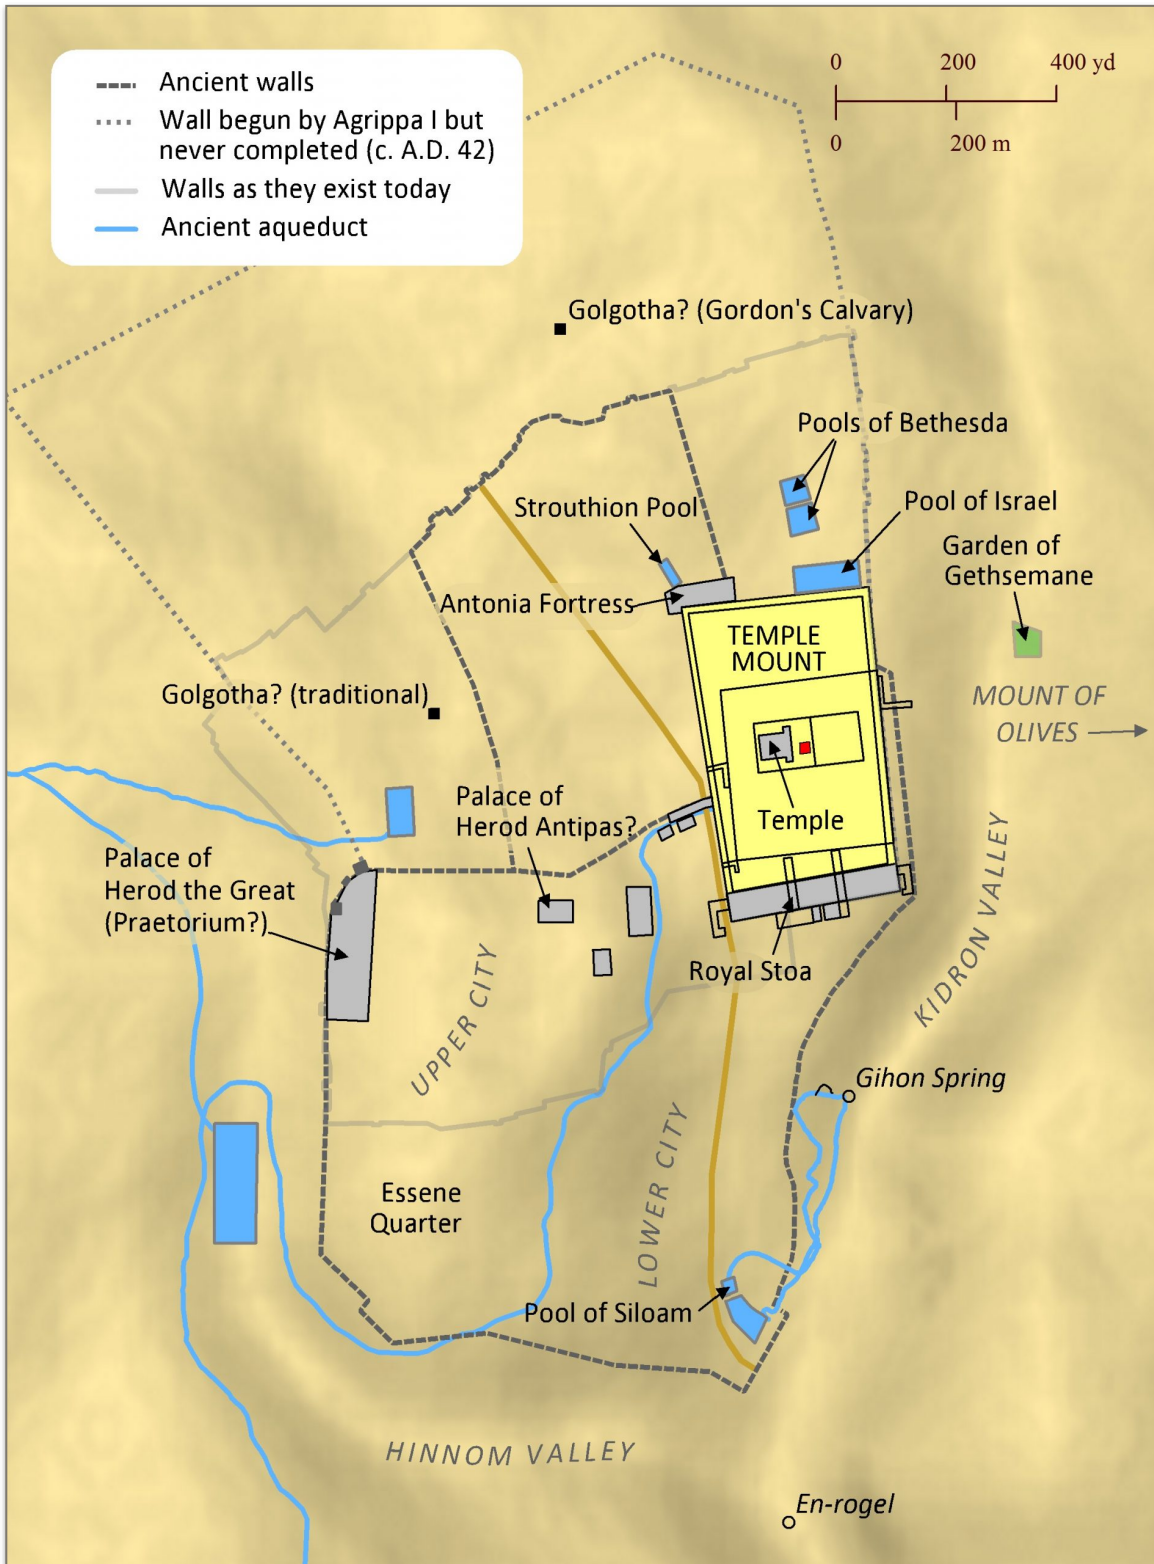 Ancient walls
Wall begun by Agrippa I but
never completed (c. A.D. 42)
Walls as they exist today
Ancient aqueduct
0 200 400 yd
0 200 m
Golgotha? (Gordon's Calvary)
Pools of Bethesda
Strouthion Pool
Pool of Israel
Garden of
Gethsemane
Antonia Fortress
TEMPLE
MOUNT
Golgotha? (traditional)
MOUNT OF
OLIVES
Palace of
Herod Antipas?
Temple
Palace of
Herod the Great
(Praetorium?)
KIDRON VALLEY
Royal Stoa
UPPER CITY
Gihon Spring
LOWER CITY
Essene
Quarter
Pool of Siloam
HINNOM VALLEY
En-rogel